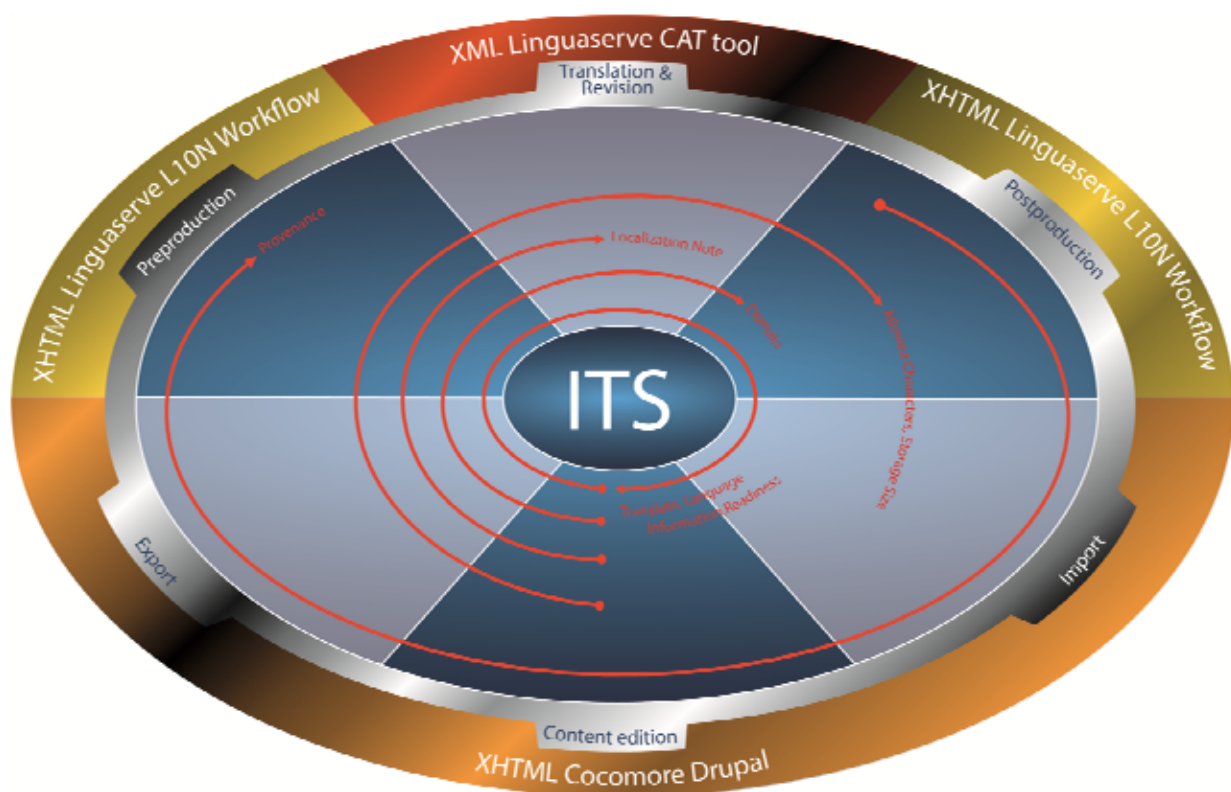 XML Linguaserve CAT tool
Translation &
Revision
XHTML Linguaserve L10N Workflow
Preproduction
XHTML Linguaserve L10N Workflow
Postproduction
Provenance
Localization Note
Domain
Allowed Characters, Storage Size
ITS
Translate, Language
Information, Readiness
Export
Import
Content edition
XHTML Cocomore Drupal